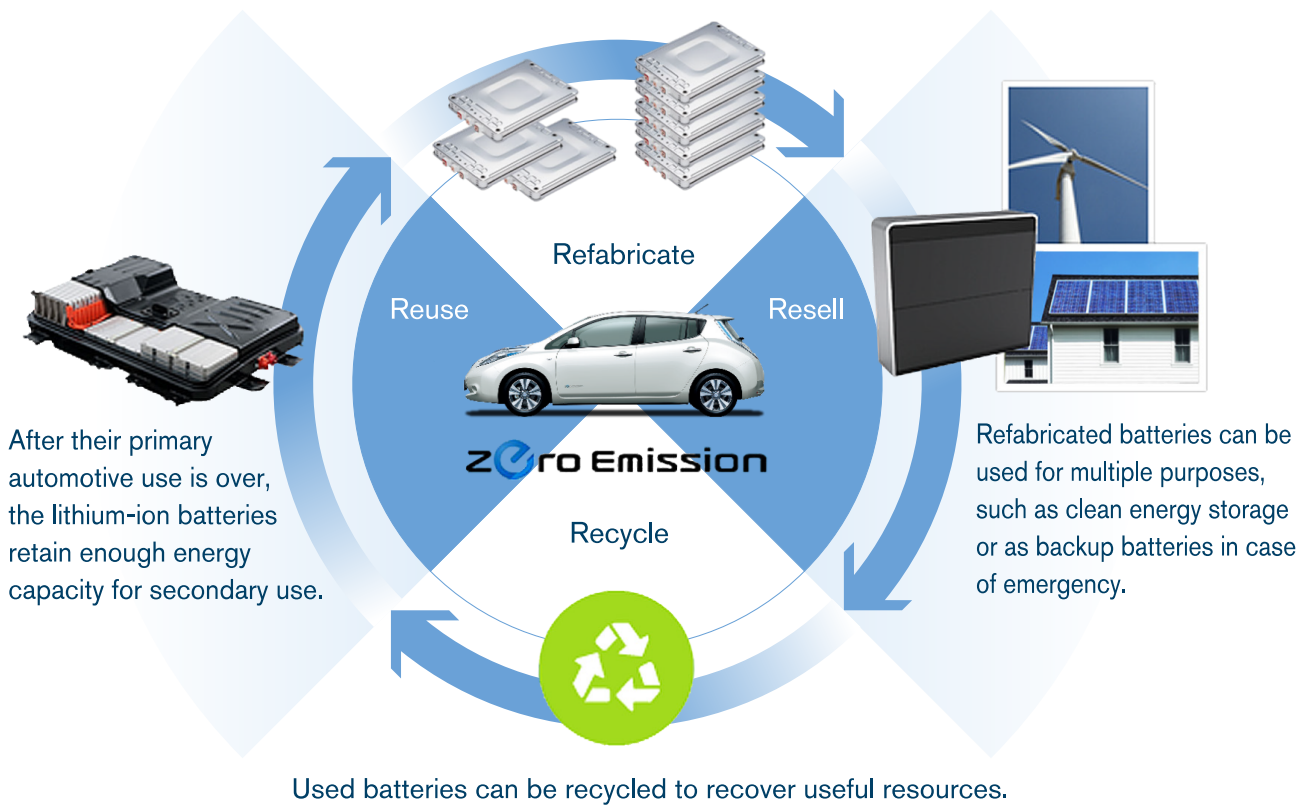 Refabricate
Reuse
Resell
zero Emission
Recycle
After their primary
automotive use is over,
the lithium-ion batteries
retain enough energy
capacity for secondary use.
Refabricated batteries can be
used for multiple purposes,
such as clean energy storage
or as backup batteries in case
of emergency.
Used batteries can be recycled to recover useful resources.